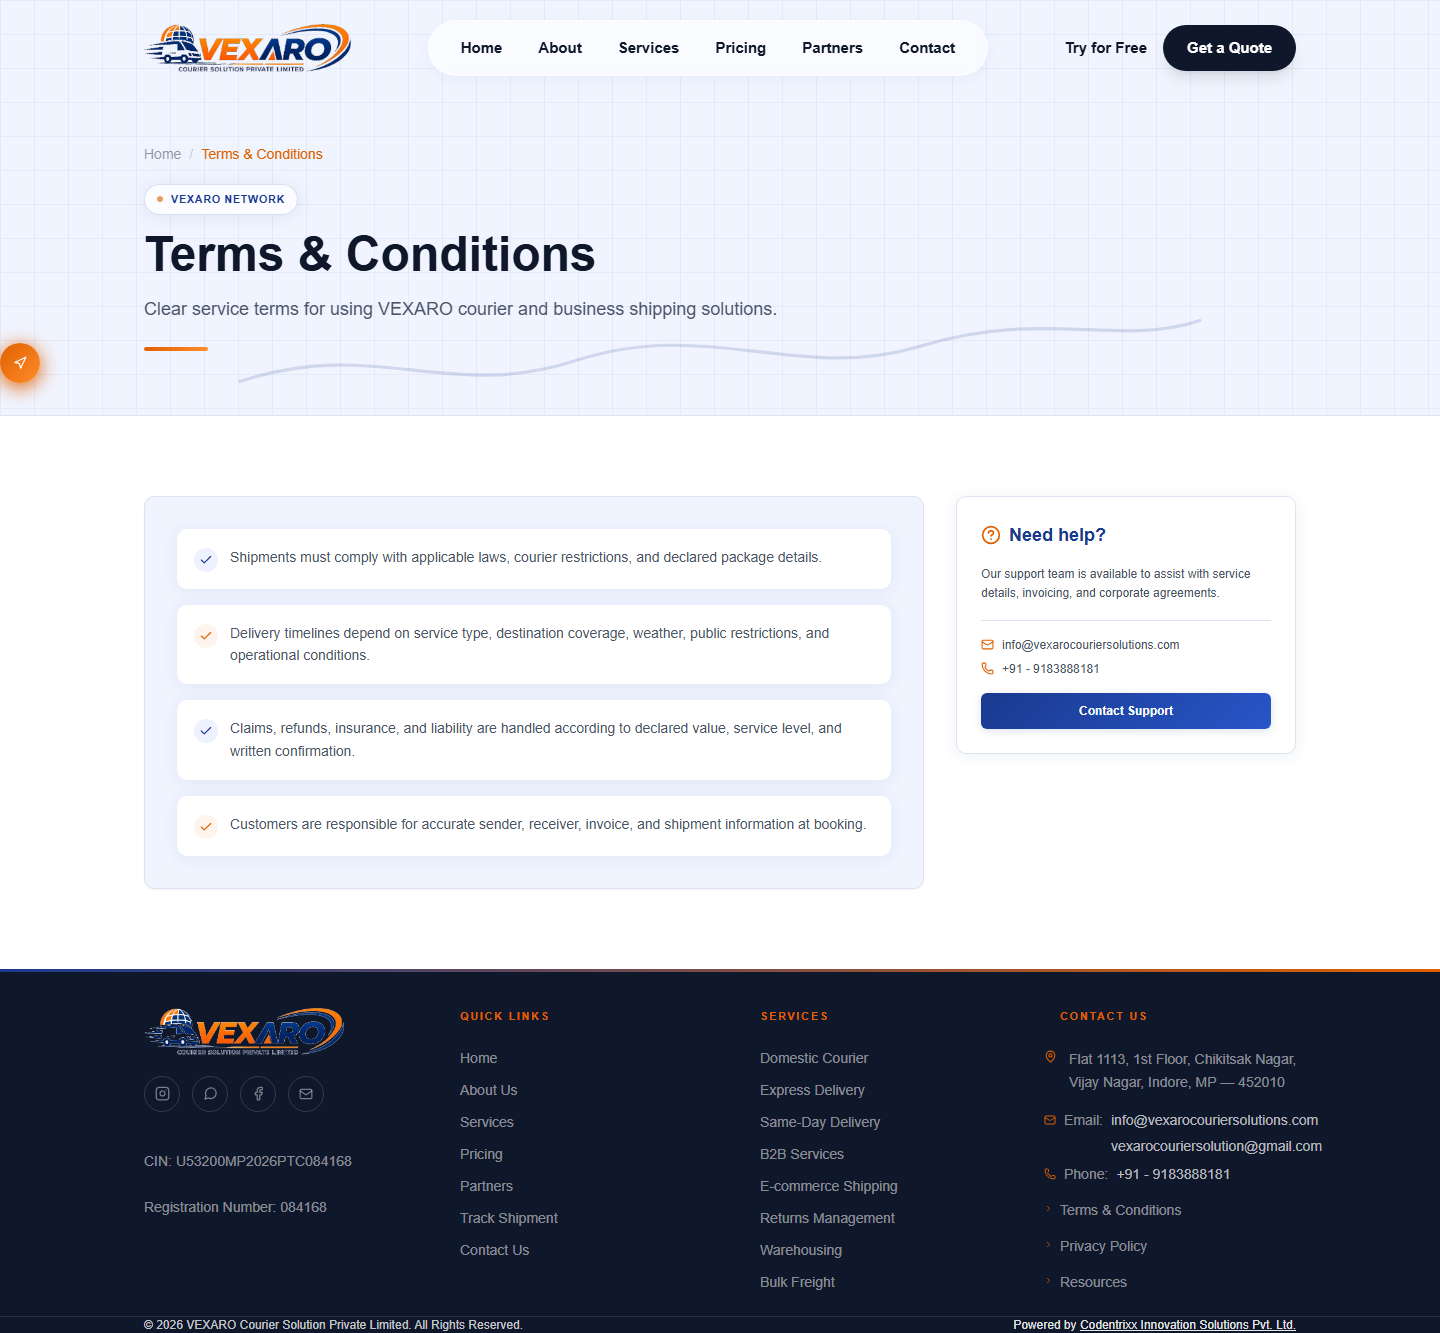 VEXARO
COURIER SOLUTION PRIVATE LIMITED
Home About Services Pricing Partners Contact
Try for Free Get a Quote
Home / Terms & Conditions
VEXARO NETWORK
Terms & Conditions
Clear service terms for using VEXARO courier and business shipping solutions.
Shipments must comply with applicable laws, courier restrictions, and declared package details.
Delivery timelines depend on service type, destination coverage, weather, public restrictions, and
operational conditions.
Claims, refunds, insurance, and liability are handled according to declared value, service level, and
written confirmation.
Customers are responsible for accurate sender, receiver, invoice, and shipment information at booking.
Need help?
Our support team is available to assist with service
details, invoicing, and corporate agreements.
info@vexarocouriersolutions.com
+91 - 9183888181
Contact Support
VEXARO
COURIER SOLUTION PRIVATE LIMITED
CIN: U53200MP2026PTC084168
Registration Number: 084168
QUICK LINKS
Home
About Us
Services
Pricing
Partners
Track Shipment
Contact Us
SERVICES
Domestic Courier
Express Delivery
Same-Day Delivery
B2B Services
E-commerce Shipping
Returns Management
Warehousing
Bulk Freight
CONTACT US
Flat 1113, 1st Floor, Chikitsak Nagar,
Vijay Nagar, Indore, MP — 452010
Email: info@vexarocouriersolutions.com
vexarocouriersolution@gmail.com
Phone: +91 - 9183888181
Terms & Conditions
Privacy Policy
Resources
© 2026 VEXARO Courier Solution Private Limited. All Rights Reserved.
Powered by Codentrixx Innovation Solutions Pvt. Ltd.